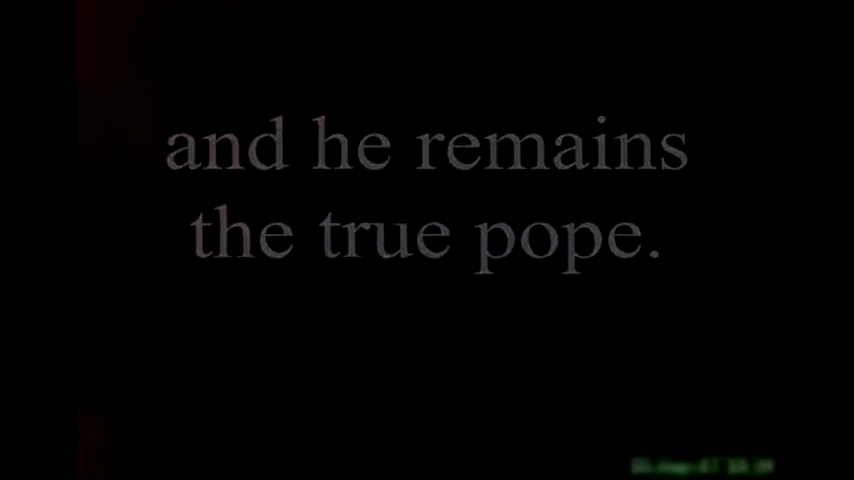 and he remains
the true pope.